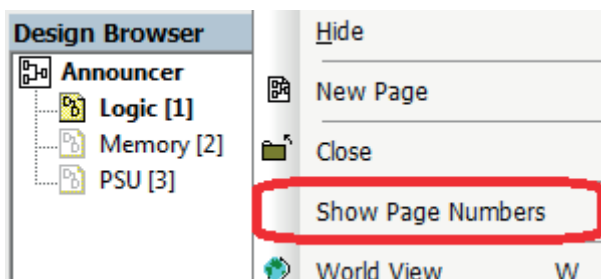 Design Browser
Announcer
Logic [1]
Memory [2]
PSU [3]
Hide
New Page
Close
Show Page Numbers
World View W